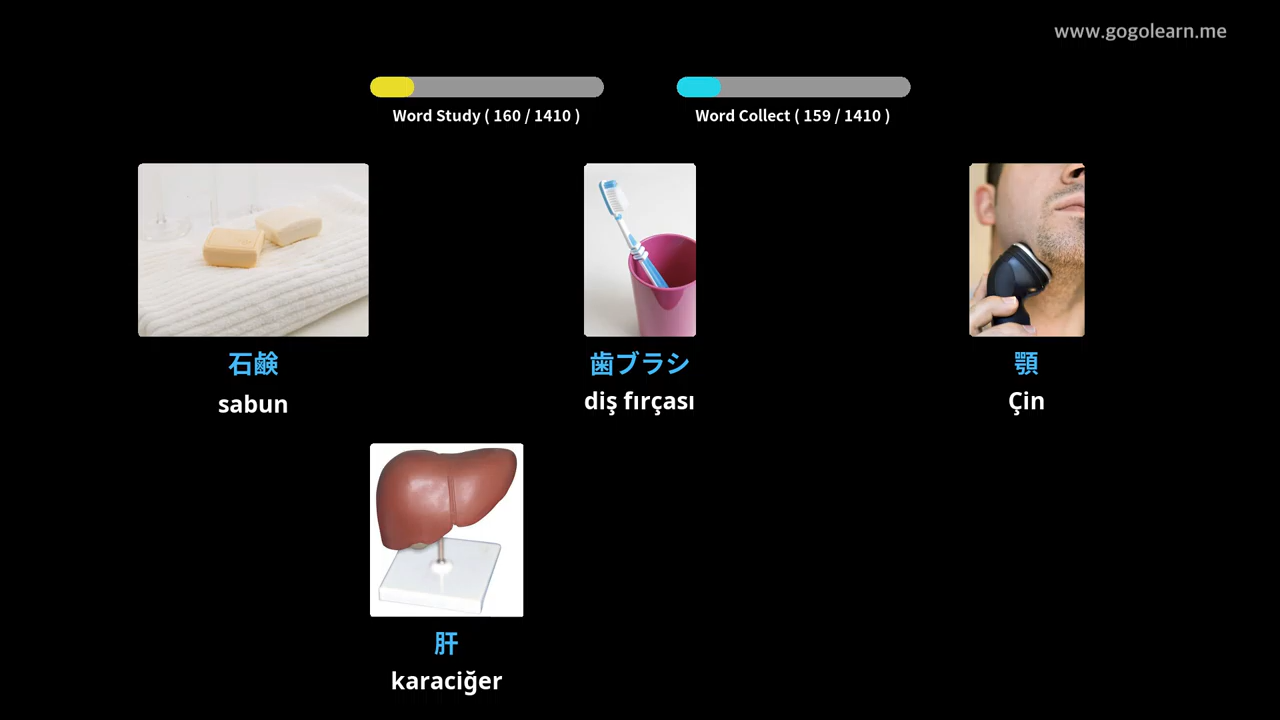 www.gogolearn.me
Word Study ( 160 / 1410 )
Word Collect ( 159 / 1410 )
石鹸
歯ブラシ
顎
sabun
diş fırçası
Çin
肝
karaciğer